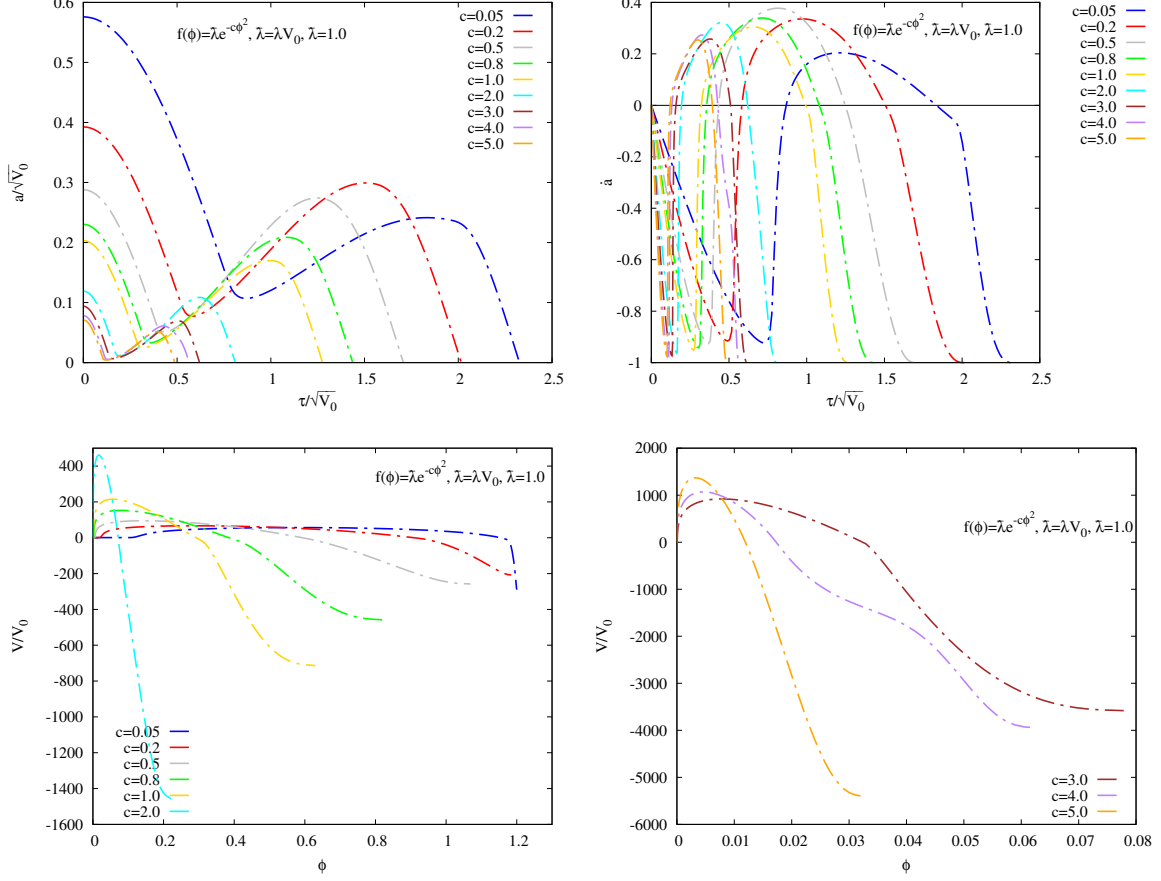 f(ϕ)=λ̃e^{-cϕ²}, λ̃=λV₀, λ̃=1.0
c=0.05
c=0.2
c=0.5
c=0.8
c=1.0
c=2.0
c=3.0
c=4.0
c=5.0
a/√V₀
0.6
0.5
0.4
0.3
0.2
0.1
0
0 0.5 1 1.5 2 2.5
τ/√V₀
f(ϕ)=λ̃e^{-cϕ²}, λ̃=λV₀, λ̃=1.0
c=0.05
c=0.2
c=0.5
c=0.8
c=1.0
c=2.0
c=3.0
c=4.0
c=5.0
ȧ
0.4
0.2
0
-0.2
-0.4
-0.6
-0.8
-1
0 0.5 1 1.5 2 2.5
τ/√V₀
f(ϕ)=λ̃e^{-cϕ²}, λ̃=λV₀, λ̃=1.0
V/V₀
400
200
0
-200
-400
-600
-800
-1000
-1200
-1400
-1600
c=0.05
c=0.2
c=0.5
c=0.8
c=1.0
c=2.0
0 0.2 0.4 0.6 0.8 1 1.2
ϕ
f(ϕ)=λ̃e^{-cϕ²}, λ̃=λV₀, λ̃=1.0
V/V₀
2000
1000
0
-1000
-2000
-3000
-4000
-5000
-6000
c=3.0
c=4.0
c=5.0
0 0.01 0.02 0.03 0.04 0.05 0.06 0.07 0.08
ϕ